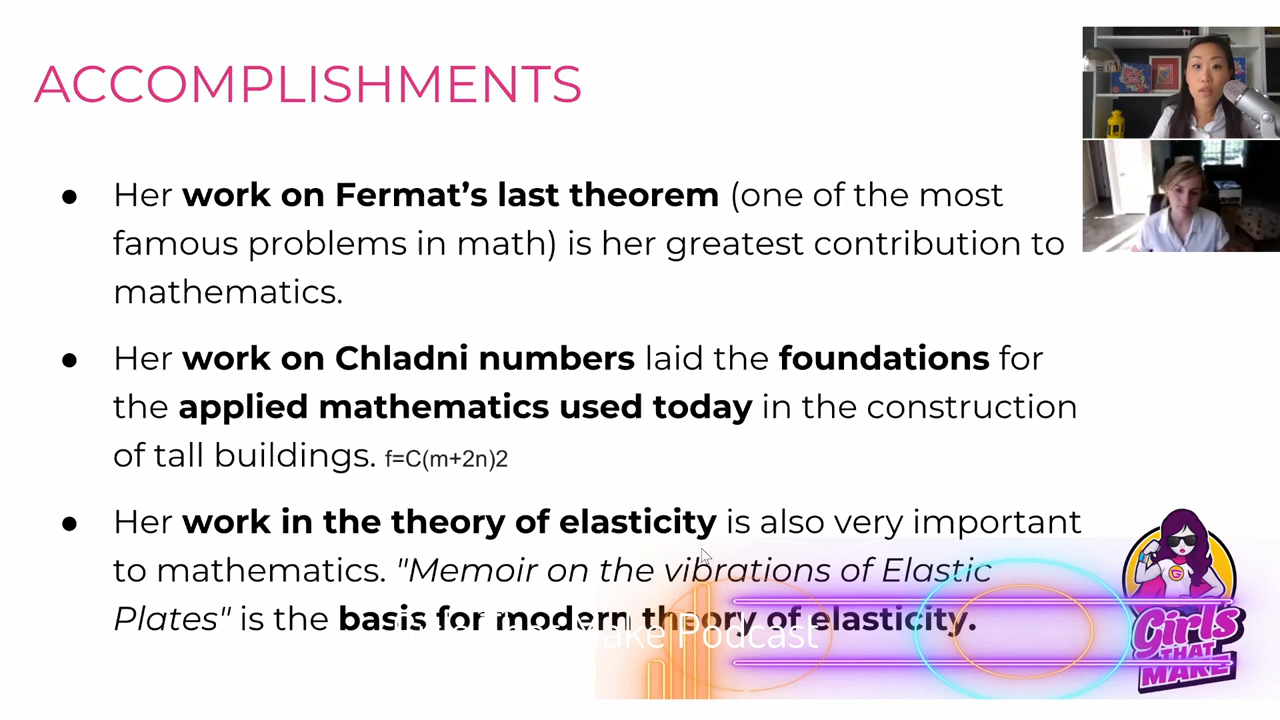 ACCOMPLISHMENTS
● Her work on Fermat’s last theorem (one of the most
famous problems in math) is her greatest contribution to
mathematics.
● Her work on Chladni numbers laid the foundations for
the applied mathematics used today in the construction
of tall buildings. f=C(m+2n)2
● Her work in the theory of elasticity is also very important
to mathematics. "Memoir on the vibrations of Elastic
Plates" is the basis for modern theory of elasticity.
Make Podcast
G
Girls
THAT
MAKE